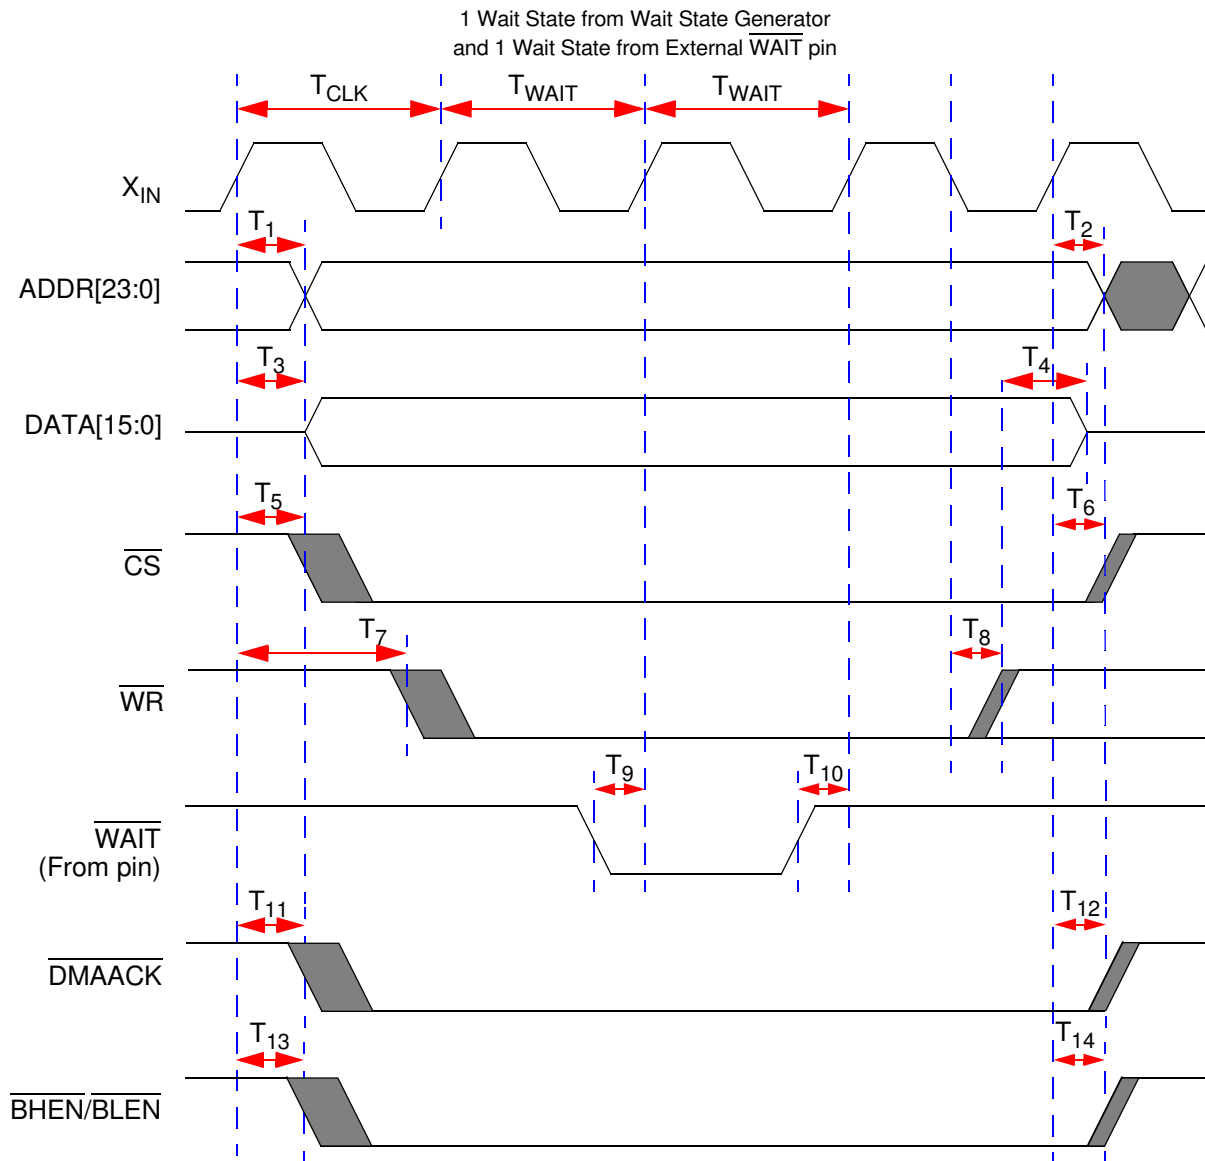 1 Wait State from Wait State Generator
and 1 Wait State from External WAIT pin
TCLK TWAIT TWAIT
XIN
T1 T2
ADDR[23:0]
T3 T4
DATA[15:0]
T5 T6
CS
T7 T8
WR
T9 T10
WAIT
(From pin)
T11 T12
DMAACK
T13 T14
BHEN/BLEN